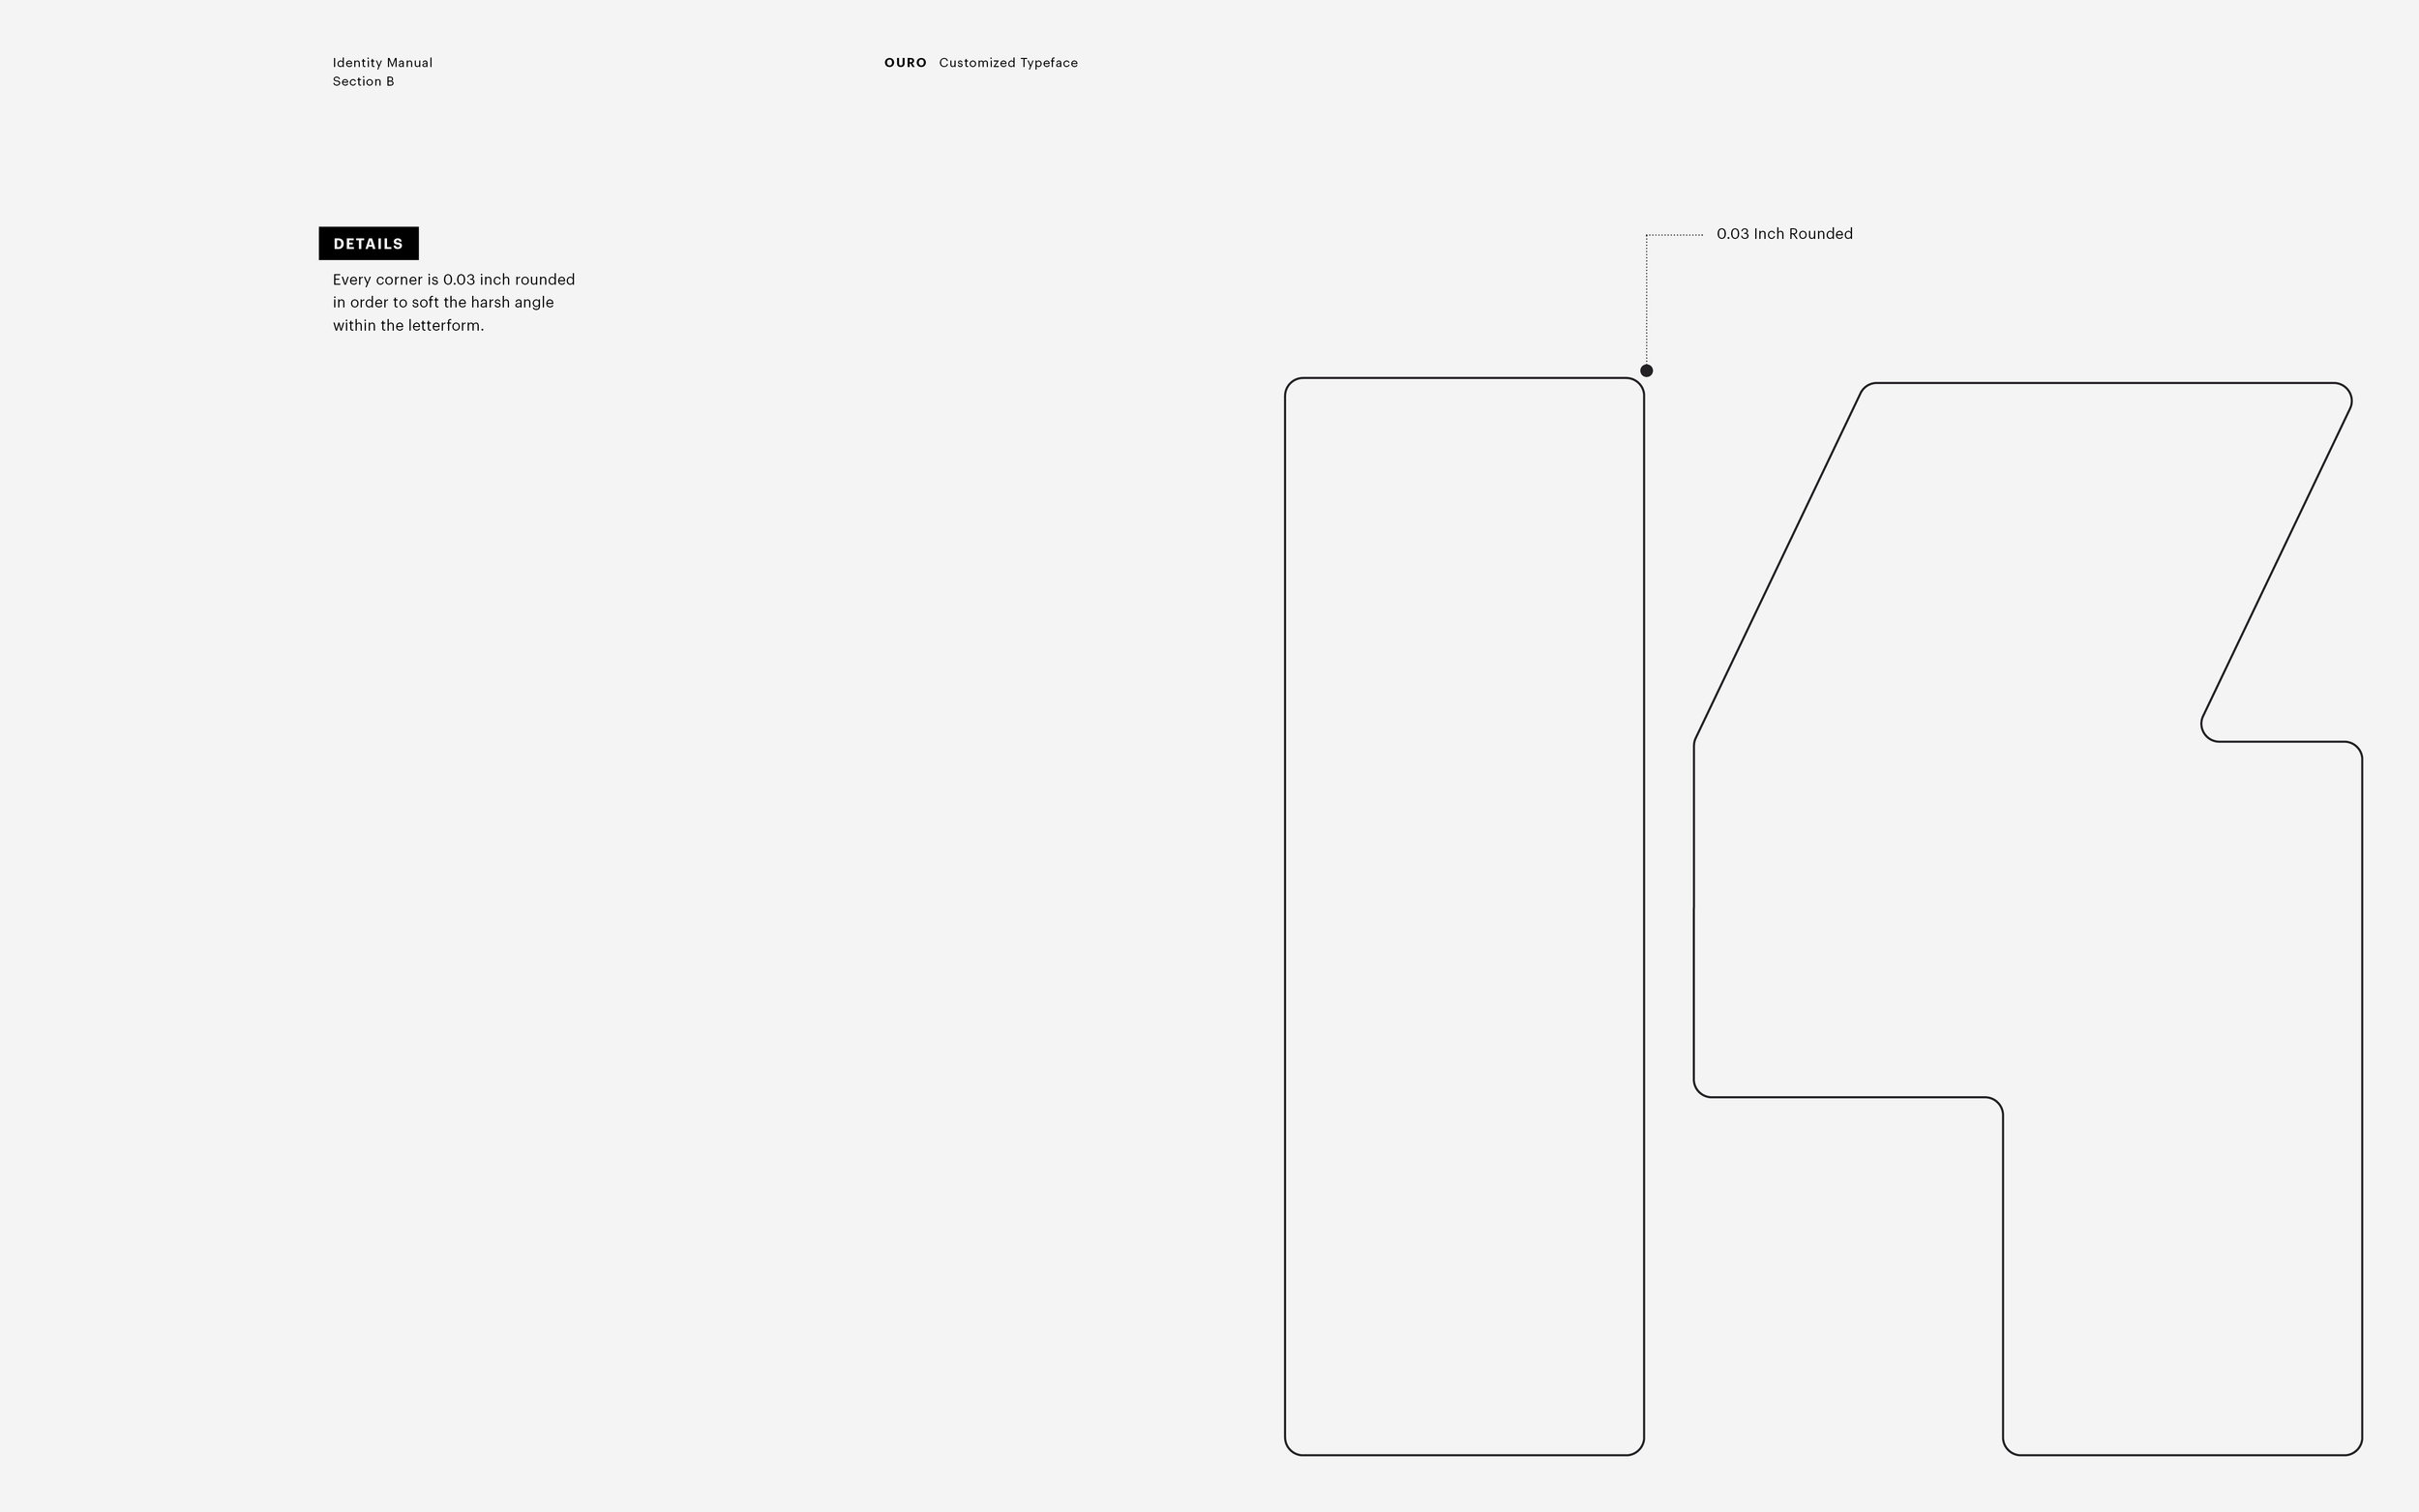 Identity Manual
Section B
OURO Customized Typeface
DETAILS
Every corner is 0.03 inch rounded
in order to soft the harsh angle
within the letterform.
0.03 Inch Rounded